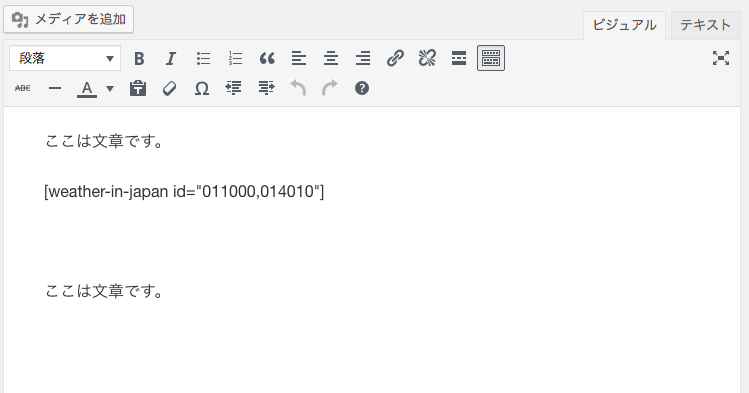 メディアを追加
ビジュアル テキスト
段落
ABC
ここは文章です。
[weather-in-japan id="011000,014010"]
ここは文章です。